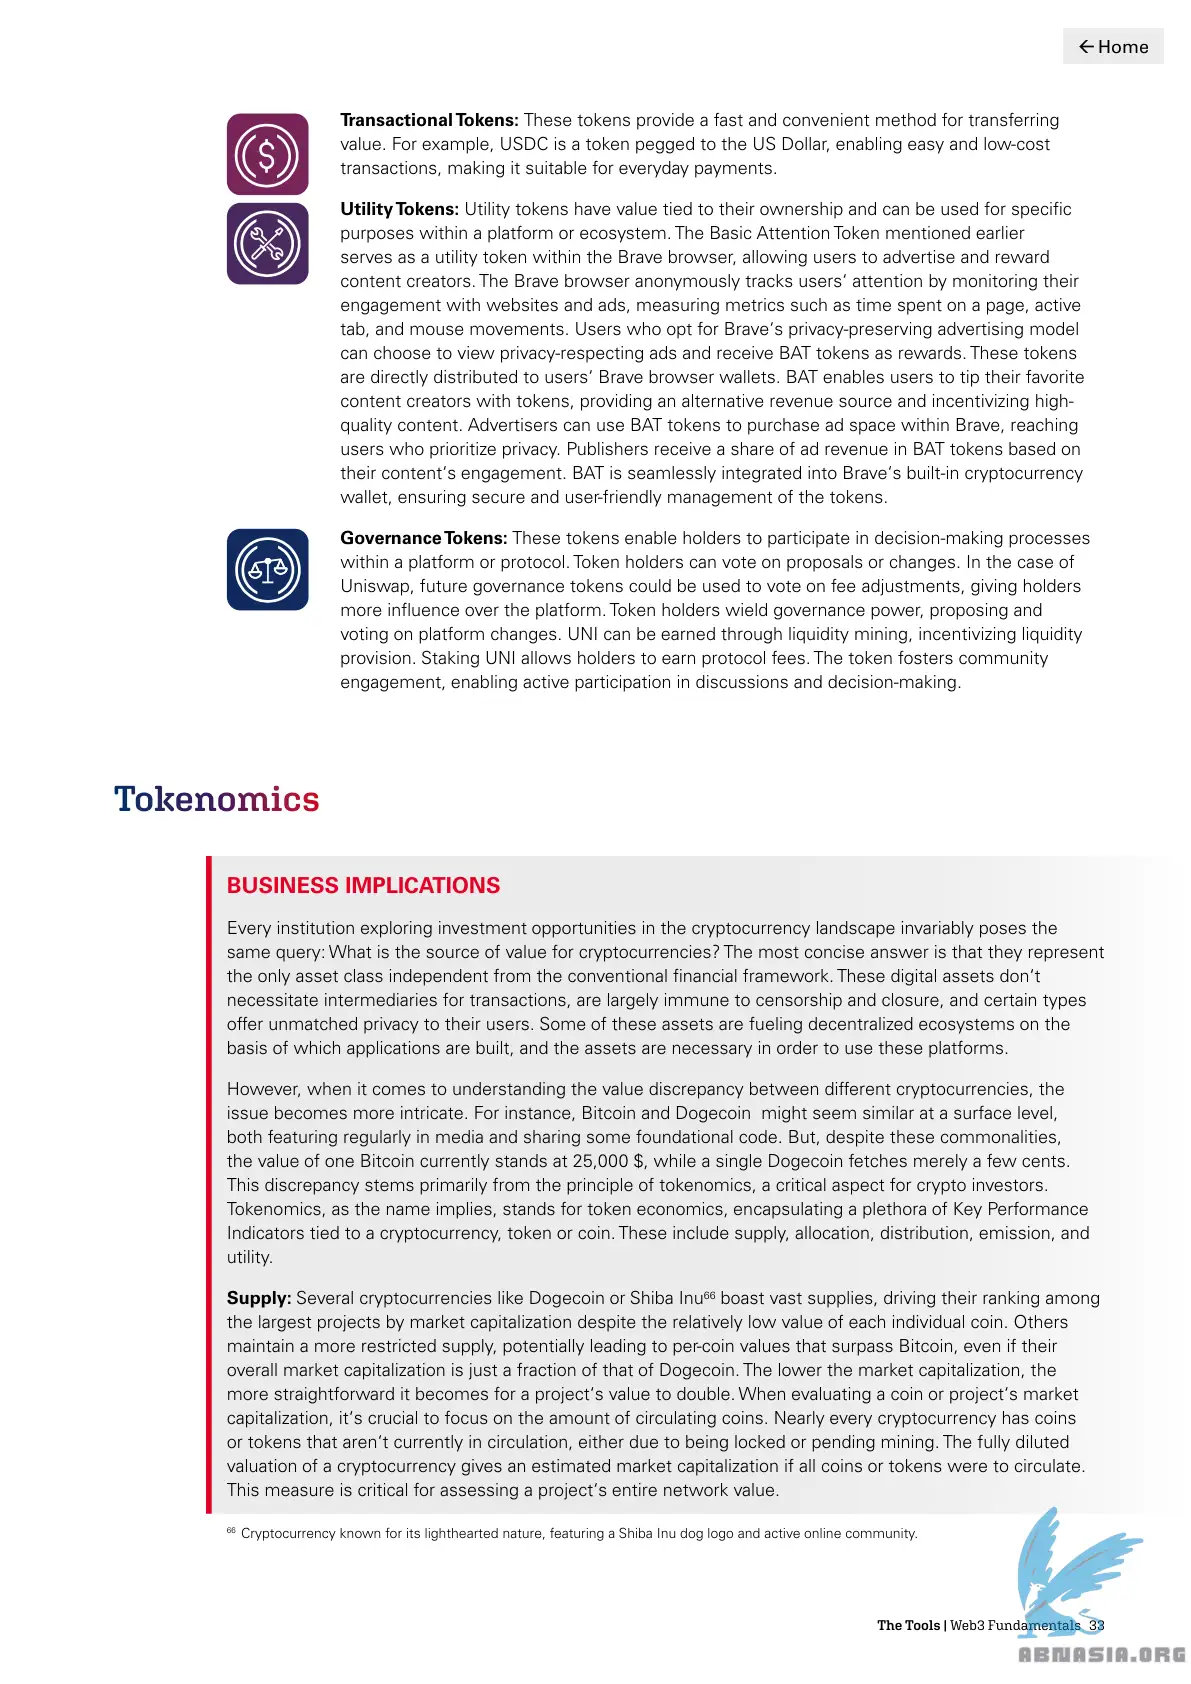 ← Home
Transactional Tokens: These tokens provide a fast and convenient method for transferring
value. For example, USDC is a token pegged to the US Dollar, enabling easy and low-cost
transactions, making it suitable for everyday payments.
Utility Tokens: Utility tokens have value tied to their ownership and can be used for specific
purposes within a platform or ecosystem. The Basic Attention Token mentioned earlier
serves as a utility token within the Brave browser, allowing users to advertise and reward
content creators. The Brave browser anonymously tracks users‘ attention by monitoring their
engagement with websites and ads, measuring metrics such as time spent on a page, active
tab, and mouse movements. Users who opt for Brave‘s privacy-preserving advertising model
can choose to view privacy-respecting ads and receive BAT tokens as rewards. These tokens
are directly distributed to users‘ Brave browser wallets. BAT enables users to tip their favorite
content creators with tokens, providing an alternative revenue source and incentivizing high-
quality content. Advertisers can use BAT tokens to purchase ad space within Brave, reaching
users who prioritize privacy. Publishers receive a share of ad revenue in BAT tokens based on
their content‘s engagement. BAT is seamlessly integrated into Brave‘s built-in cryptocurrency
wallet, ensuring secure and user-friendly management of the tokens.
Governance Tokens: These tokens enable holders to participate in decision-making processes
within a platform or protocol. Token holders can vote on proposals or changes. In the case of
Uniswap, future governance tokens could be used to vote on fee adjustments, giving holders
more influence over the platform. Token holders wield governance power, proposing and
voting on platform changes. UNI can be earned through liquidity mining, incentivizing liquidity
provision. Staking UNI allows holders to earn protocol fees. The token fosters community
engagement, enabling active participation in discussions and decision-making.
Tokenomics
BUSINESS IMPLICATIONS
Every institution exploring investment opportunities in the cryptocurrency landscape invariably poses the
same query: What is the source of value for cryptocurrencies? The most concise answer is that they represent
the only asset class independent from the conventional financial framework. These digital assets don‘t
necessitate intermediaries for transactions, are largely immune to censorship and closure, and certain types
offer unmatched privacy to their users. Some of these assets are fueling decentralized ecosystems on the
basis of which applications are built, and the assets are necessary in order to use these platforms.
However, when it comes to understanding the value discrepancy between different cryptocurrencies, the
issue becomes more intricate. For instance, Bitcoin and Dogecoin  might seem similar at a surface level,
both featuring regularly in media and sharing some foundational code. But, despite these commonalities,
the value of one Bitcoin currently stands at 25,000 $, while a single Dogecoin fetches merely a few cents.
This discrepancy stems primarily from the principle of tokenomics, a critical aspect for crypto investors.
Tokenomics, as the name implies, stands for token economics, encapsulating a plethora of Key Performance
Indicators tied to a cryptocurrency, token or coin. These include supply, allocation, distribution, emission, and
utility.
Supply: Several cryptocurrencies like Dogecoin or Shiba Inu⁶⁶ boast vast supplies, driving their ranking among
the largest projects by market capitalization despite the relatively low value of each individual coin. Others
maintain a more restricted supply, potentially leading to per-coin values that surpass Bitcoin, even if their
overall market capitalization is just a fraction of that of Dogecoin. The lower the market capitalization, the
more straightforward it becomes for a project‘s value to double. When evaluating a coin or project‘s market
capitalization, it‘s crucial to focus on the amount of circulating coins. Nearly every cryptocurrency has coins
or tokens that aren‘t currently in circulation, either due to being locked or pending mining. The fully diluted
valuation of a cryptocurrency gives an estimated market capitalization if all coins or tokens were to circulate.
This measure is critical for assessing a project‘s entire network value.
⁶⁶ Cryptocurrency known for its lighthearted nature, featuring a Shiba Inu dog logo and active online community.
The Tools | Web3 Fundamentals 33
ABNASIA.ORG